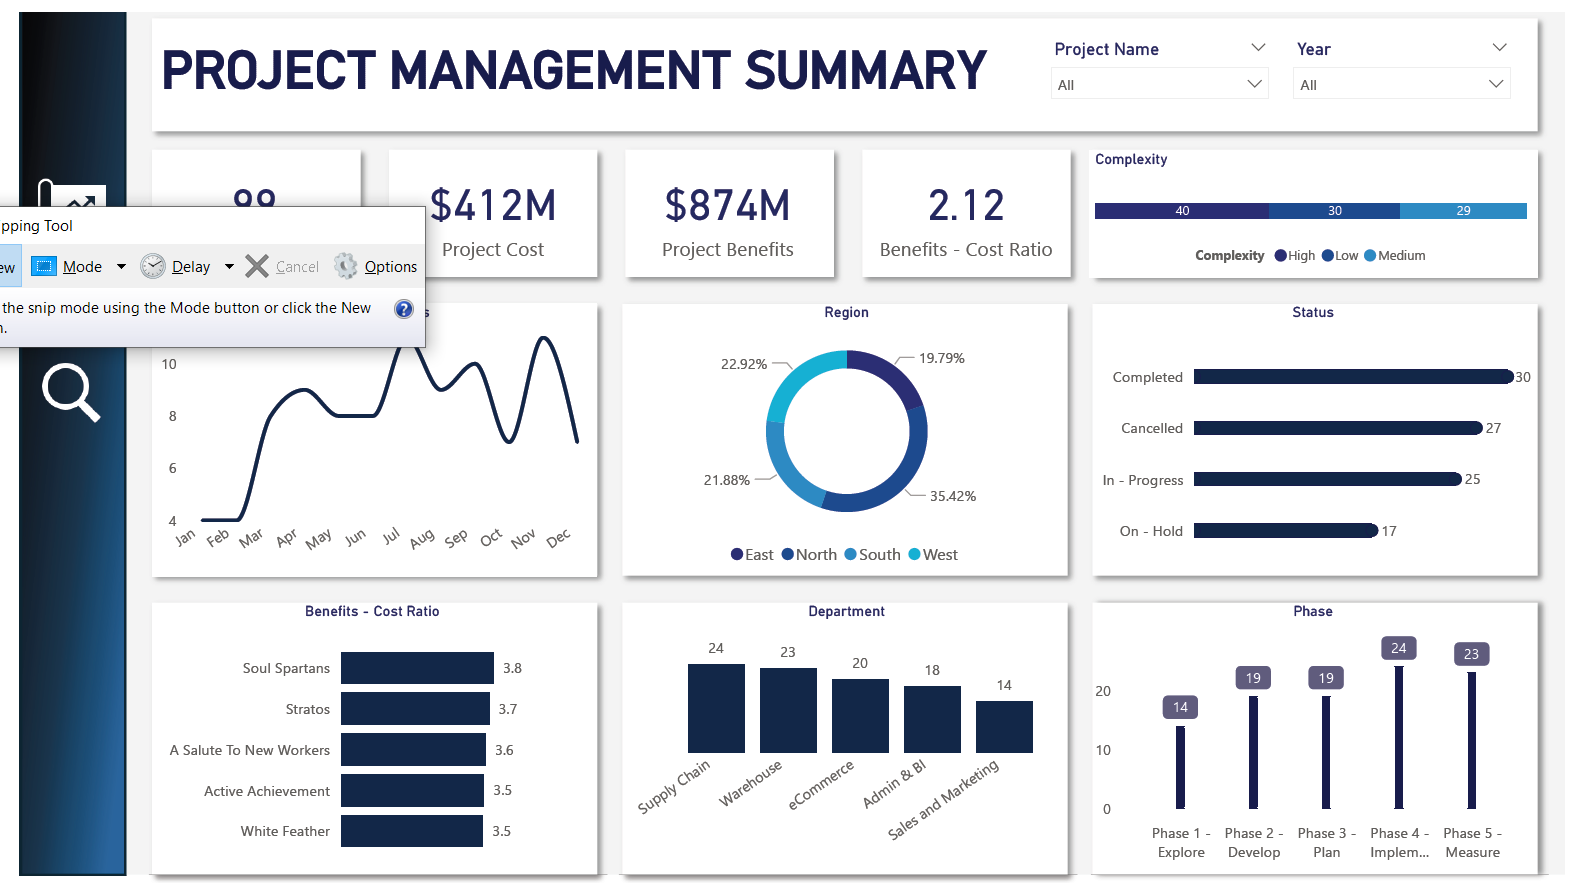 PROJECT MANAGEMENT SUMMARY
Project Name
Year
All
All
99
$412M
Project Cost
$874M
Project Benefits
2.12
Benefits - Cost Ratio
Complexity
40 30 29
Complexity High Low Medium
pping Tool
ew Mode Delay Cancel Options
the snip mode using the Mode button or click the New
n.
s
10
8
6
4
Jan Feb Mar Apr May Jun Jul Aug Sep Oct Nov Dec
Region
22.92%
19.79%
21.88%
35.42%
East North South West
Status
Completed 30
Cancelled 27
In - Progress 25
On - Hold 17
Benefits - Cost Ratio
Soul Spartans 3.8
Stratos 3.7
A Salute To New Workers 3.6
Active Achievement 3.5
White Feather 3.5
Department
24 23 20 18 14
Supply Chain Warehouse eCommerce Admin & BI Sales and Marketing
Phase
20
10
0
14 19 19 24 23
Phase 1 - Phase 2 - Phase 3 - Phase 4 - Phase 5 -
Explore Develop Plan Implem... Measure